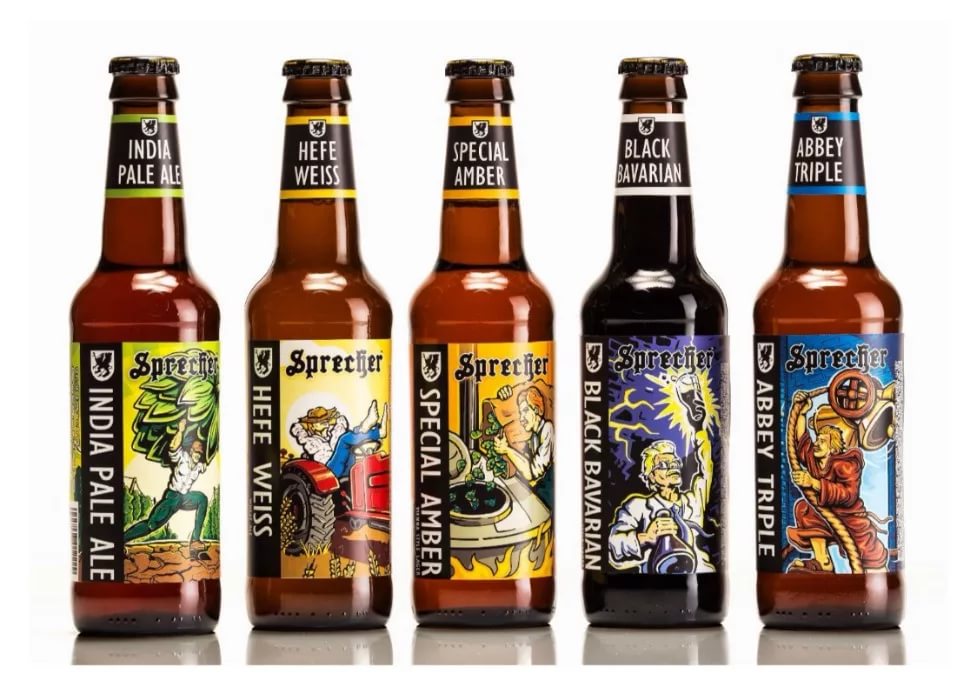 INDIA
PALE ALE
HEFE
WEISS
SPECIAL
AMBER
BLACK
BAVARIAN
ABBEY
TRIPLE
Sprecher
INDIA PALE ALE
Sprecher
HEFE WEISS
Sprecher
SPECIAL AMBER
Sprecher
BLACK BAVARIAN
Sprecher
ABBEY TRIPLE